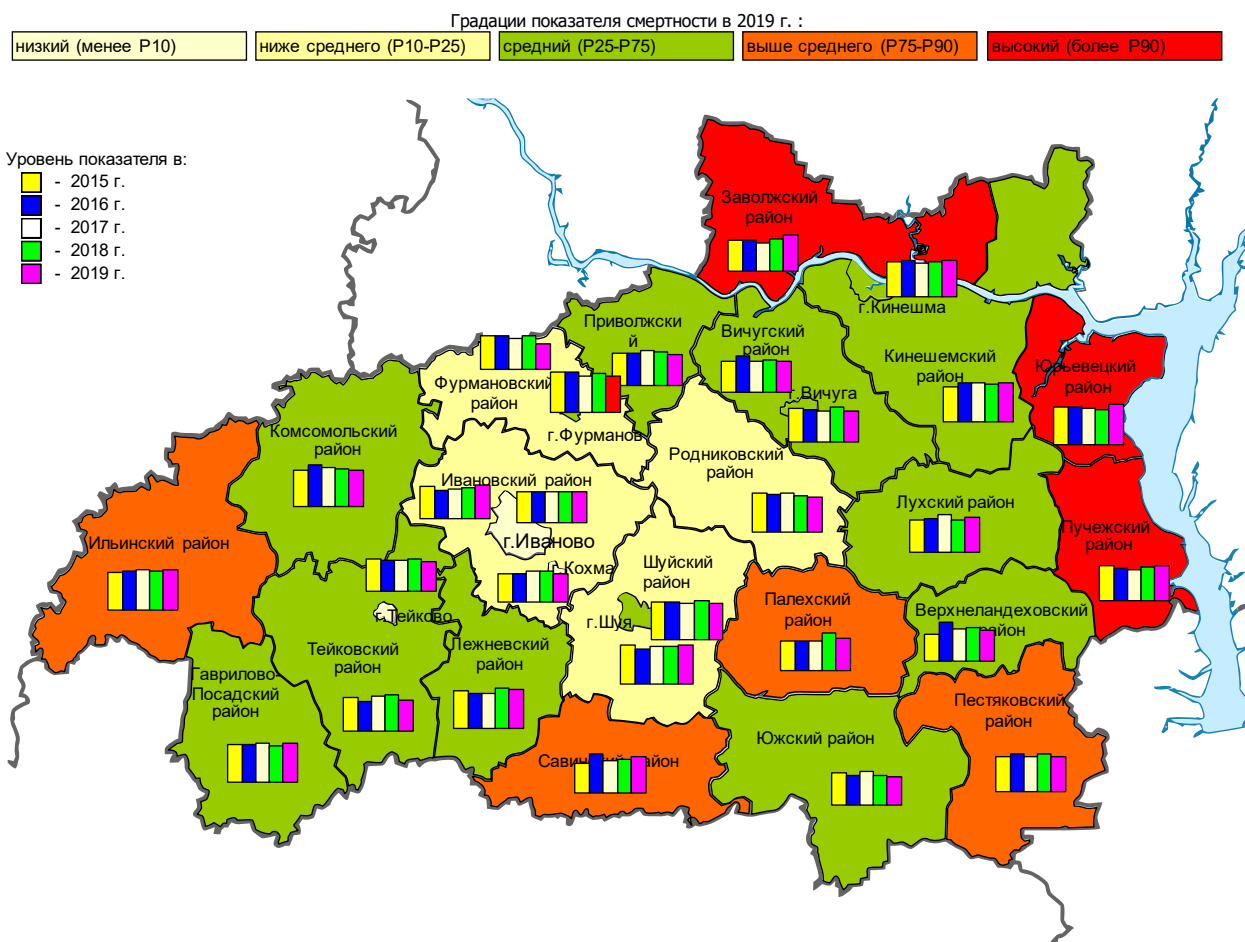 Градации показателя смертности в 2019 г. :
низкий (менее P10)
ниже среднего (P10-P25)
средний (P25-P75)
выше среднего (P75-P90)
высокий (более P90)
Уровень показателя в:
- 2015 г.
- 2016 г.
- 2017 г.
- 2018 г.
- 2019 г.
Заволжский
район
г.Кинешма
Приволжски
й
Вичугский
район
Кинешемский
район
Юрьевецкий
район
Фурмановский
район
г.Вичуга
г.Фурманов
Комсомольский
район
Родниковский
район
Ивановский район
Лухский район
Ильинский район
г.Иваново
Пучежский
район
г.Кохма
Шуйский
район
Палехский
район
Верхнеландеховский
район
г.Тейково
г.Шуя
Тейковский
район
Лежневский
район
Гаврилово-
Посадский
район
Пестяковский
район
Южский район
Савинский район